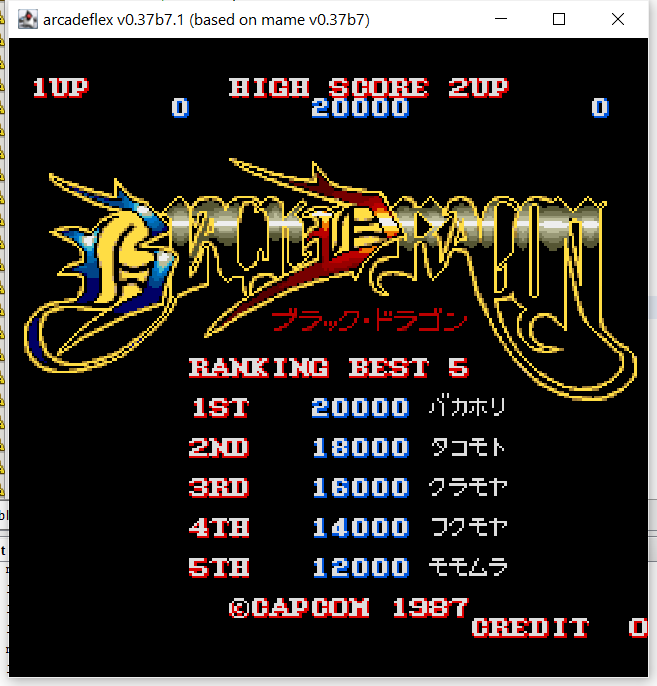 arcadeflex v0.37b7.1 (based on mame v0.37b7)
1UP HIGH SCORE 2UP
0 20000 0
BLACK DRAGON
ブラック・ドラゴン
RANKING BEST 5
1ST 20000 バカホリ
2ND 18000 タコモト
3RD 16000 クラモヤ
4TH 14000 コクモヤ
5TH 12000 モモムラ
©CAPCOM 1987
CREDIT 0